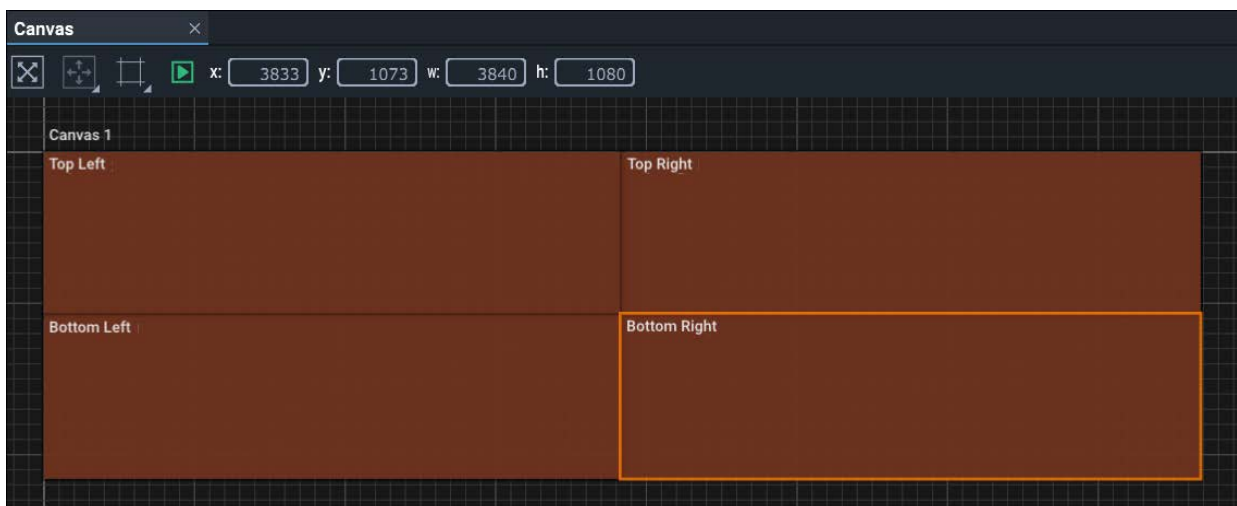 Canvas
x: 3833 y: 1073 w: 3840 h: 1080
Canvas 1
Top Left Top Right
Bottom Left Bottom Right